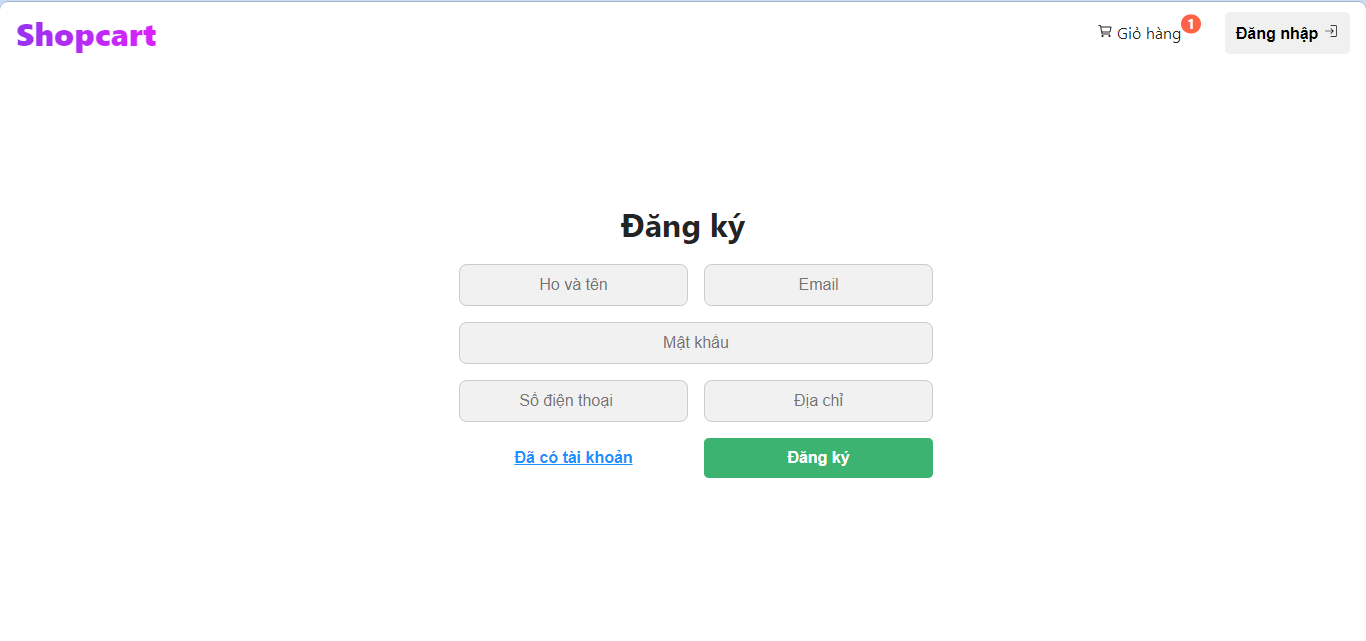 Shopcart
Giỏ hàng 1
Đăng nhập
Đăng ký
Ho và tên
Email
Mật khẩu
Số điện thoại
Địa chỉ
Đã có tài khoản
Đăng ký